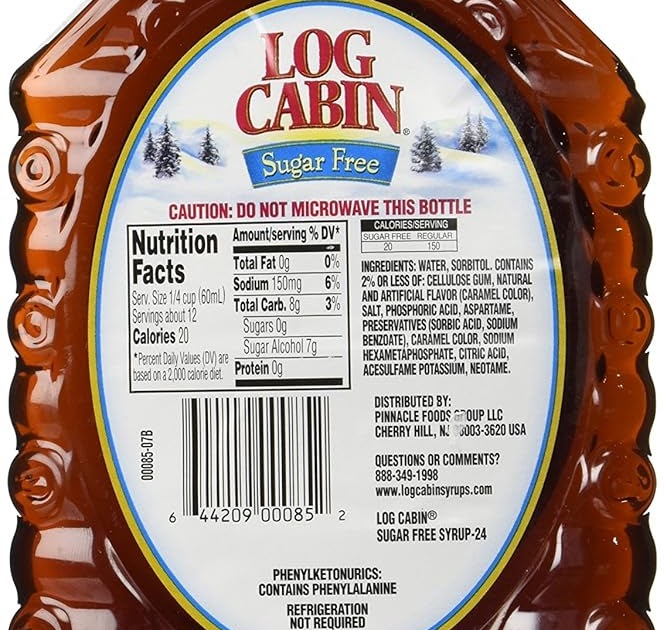 LOG
CABIN®
Sugar Free
CAUTION: DO NOT MICROWAVE THIS BOTTLE
Nutrition
Facts
Serv. Size 1/4 cup (60mL)
Servings about 12
Calories 20
*Percent Daily Values (DV) are
based on a 2,000 calorie diet.
Amount/serving % DV*
Total Fat 0g 0%
Sodium 150mg 6%
Total Carb. 8g 3%
Sugars 0g
Sugar Alcohol 7g
Protein 0g
CALORIES/SERVING
SUGAR FREE REGULAR
20 150
INGREDIENTS: WATER, SORBITOL. CONTAINS
2% OR LESS OF: CELLULOSE GUM, NATURAL
AND ARTIFICIAL FLAVOR (CARAMEL COLOR),
SALT, PHOSPHORIC ACID, ASPARTAME,
PRESERVATIVES (SORBIC ACID, SODIUM
BENZOATE), CARAMEL COLOR, SODIUM
HEXAMETAPHOSPHATE, CITRIC ACID,
ACESULFAME POTASSIUM, NEOTAME.
DISTRIBUTED BY:
PINNACLE FOODS GROUP LLC
CHERRY HILL, NJ 08003-3620 USA
QUESTIONS OR COMMENTS?
888-349-1998
www.logcabinsyrups.com
LOG CABIN®
SUGAR FREE SYRUP-24
00085-07B
6 44209 00085 2
PHENYLKETONURICS:
CONTAINS PHENYLALANINE
REFRIGERATION
NOT REQUIRED